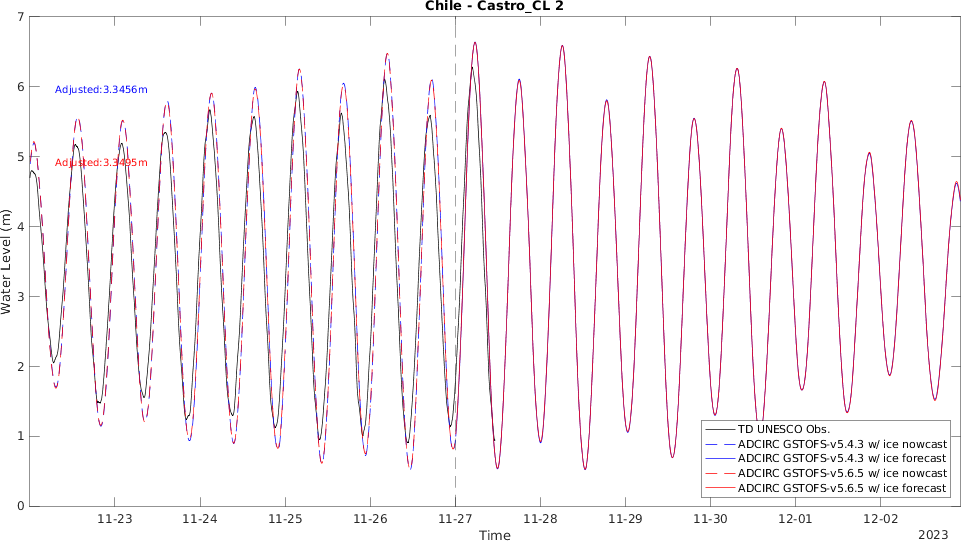 Chile - Castro_CL 2
7
6
5
4
3
2
1
0
Water Level (m)
Adjusted:3.3456m
Adjusted:3.3495m
TD UNESCO Obs.
ADCIRC GSTOFS-v5.4.3 w/ ice nowcast
ADCIRC GSTOFS-v5.4.3 w/ ice forecast
ADCIRC GSTOFS-v5.6.5 w/ ice nowcast
ADCIRC GSTOFS-v5.6.5 w/ ice forecast
11-23 11-24 11-25 11-26 11-27 11-28 11-29 11-30 12-01 12-02
Time
2023